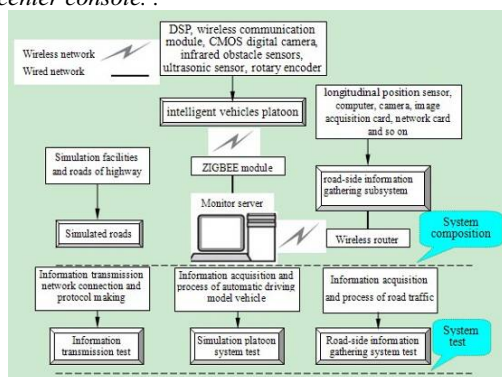 center console. .
DSP, wireless communication
module, CMOS digital camera,
infrared obstacle sensors,
ultrasonic sensor, rotary encoder
Wireless network
Wired network
intelligent vehicles platoon
longitudinal position sensor,
computer, camera, image
acquisition card, network card
and so on
Simulation facilities
and roads of highway
ZIGBEE module
road-side information
gathering subsystem
Monitor server
Simulated roads
Wireless router
System
composition
Information transmission
network connection and
protocol making
Information acquisition and
process of automatic driving
model vehicle
Information acquisition
and process of road traffic
Information
transmission test
Simulation platoon
system test
Road-side information
gathering system test
System
test